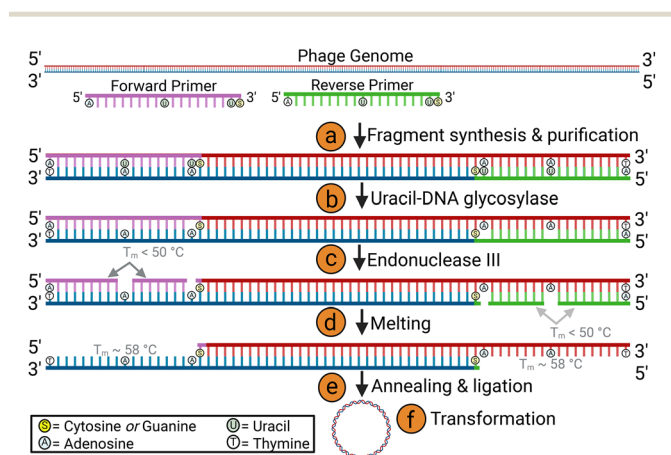 Phage Genome
5' 3'
3' 5'
Forward Primer Reverse Primer
5' 3' 5' 3'
A U U S A U U S
a Fragment synthesis & purification
5' A U U S S A A T 3'
3' T A A U U A 5'
b Uracil-DNA glycosylase
5' A S A A T 3'
3' T A A S A 5'
Tm < 50 °C
c Endonuclease III
5' A S A A T 3'
3' T A A S A 5'
d Melting
Tm < 50 °C
5' Tm ~ 58 °C A A T 3'
3' T A A S S Tm ~ 58 °C 5'
e Annealing & ligation
f Transformation
S = Cytosine or Guanine U = Uracil
A = Adenosine T = Thymine